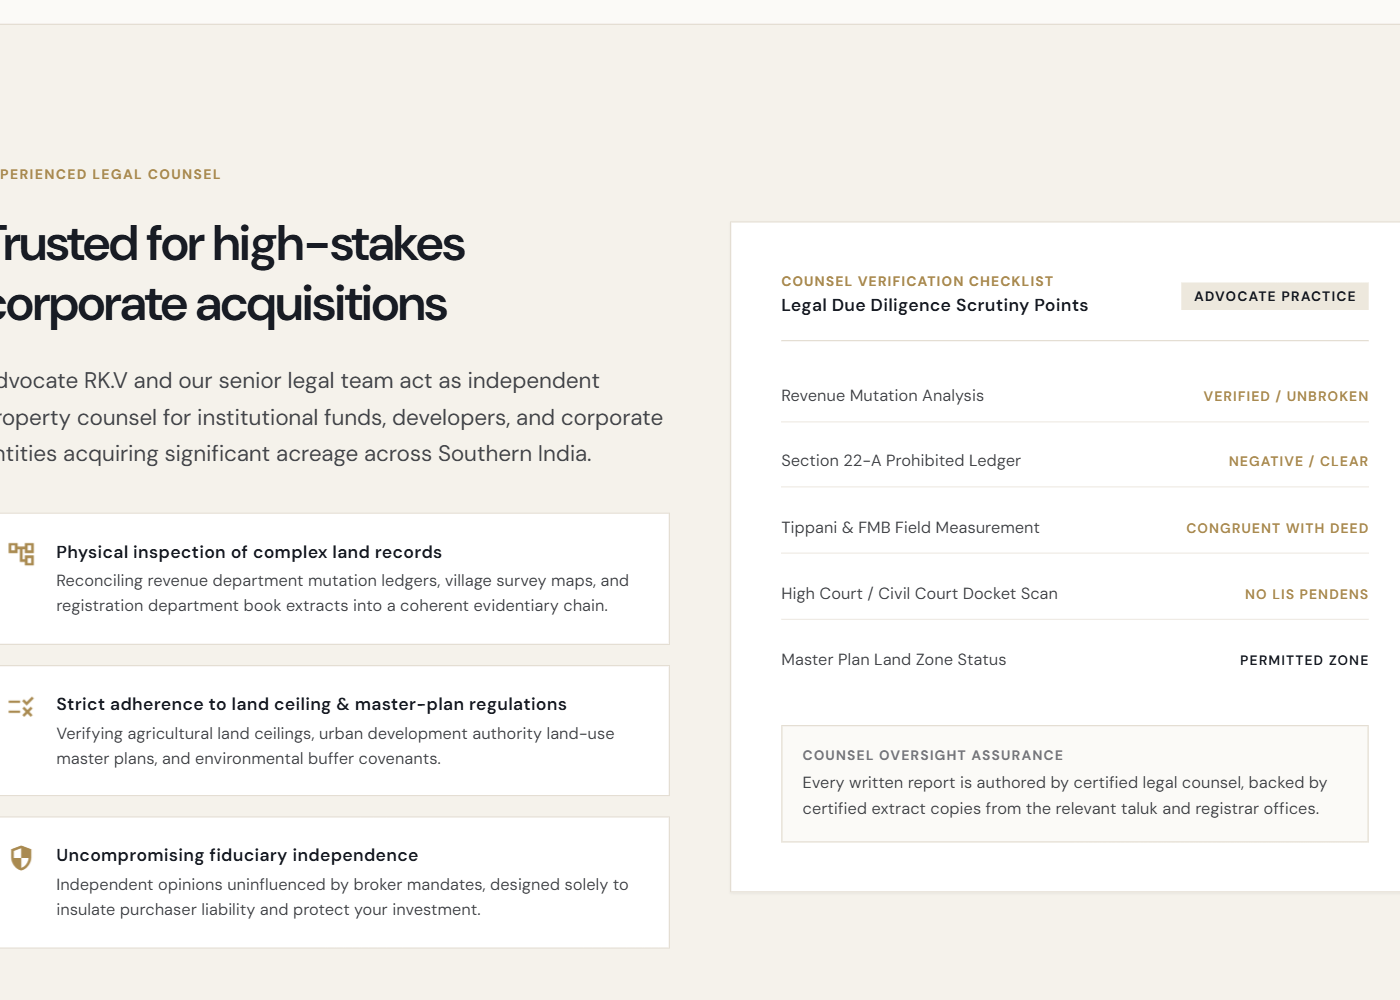 PERIENCED LEGAL COUNSEL
Trusted for high-stakes
corporate acquisitions
dvocate RK.V and our senior legal team act as independent
roperty counsel for institutional funds, developers, and corporate
ntities acquiring significant acreage across Southern India.
Physical inspection of complex land records
Reconciling revenue department mutation ledgers, village survey maps, and
registration department book extracts into a coherent evidentiary chain.
Strict adherence to land ceiling & master-plan regulations
Verifying agricultural land ceilings, urban development authority land-use
master plans, and environmental buffer covenants.
Uncompromising fiduciary independence
Independent opinions uninfluenced by broker mandates, designed solely to
insulate purchaser liability and protect your investment.
COUNSEL VERIFICATION CHECKLIST
Legal Due Diligence Scrutiny Points
ADVOCATE PRACTICE
Revenue Mutation Analysis VERIFIED / UNBROKEN
Section 22-A Prohibited Ledger NEGATIVE / CLEAR
Tippani & FMB Field Measurement CONGRUENT WITH DEED
High Court / Civil Court Docket Scan NO LIS PENDENS
Master Plan Land Zone Status PERMITTED ZONE
COUNSEL OVERSIGHT ASSURANCE
Every written report is authored by certified legal counsel, backed by
certified extract copies from the relevant taluk and registrar offices.